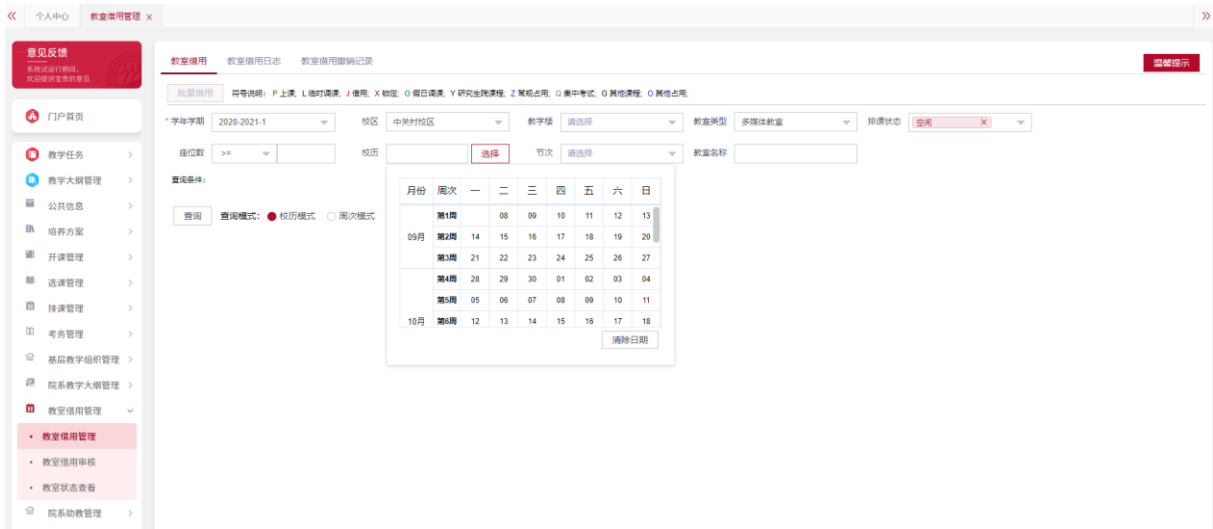 个人中心 教室借用管理 ×
意见反馈
系统试运行期间，
欢迎提供宝贵的意见
门户首页
教学任务
教学大纲管理
公共信息
培养方案
开课管理
选课管理
排课管理
考务管理
基层教学组织管理
院系教学大纲管理
教室借用管理
教室借用管理
教室借用审核
教室状态查看
院系助教管理
教室借用 教室借用日志 教室借用撤销记录 温馨提示
批量借用 符号说明: P 上课; L 临时调课; J 借用; X 锁定; G 假日调课; Y 研究生院课程; Z 常规占用; Q 集中考试; G 其他课程; O 其他占用;
* 学年学期 2020-2021-1 校区 中关村校区 教学楼 请选择 教室类型 多媒体教室 排课状态 空闲 X
座位数 >= 校历 选择 节次 请选择 教室名称
查询条件:
查询 查询模式: 校历模式 周次模式
月份 周次 一 二 三 四 五 六 日
第1周 08 09 10 11 12 13
09月 第2周 14 15 16 17 18 19 20
第3周 21 22 23 24 25 26 27
第4周 28 29 30 01 02 03 04
第5周 05 06 07 08 09 10 11
10月 第6周 12 13 14 15 16 17 18
清除日期